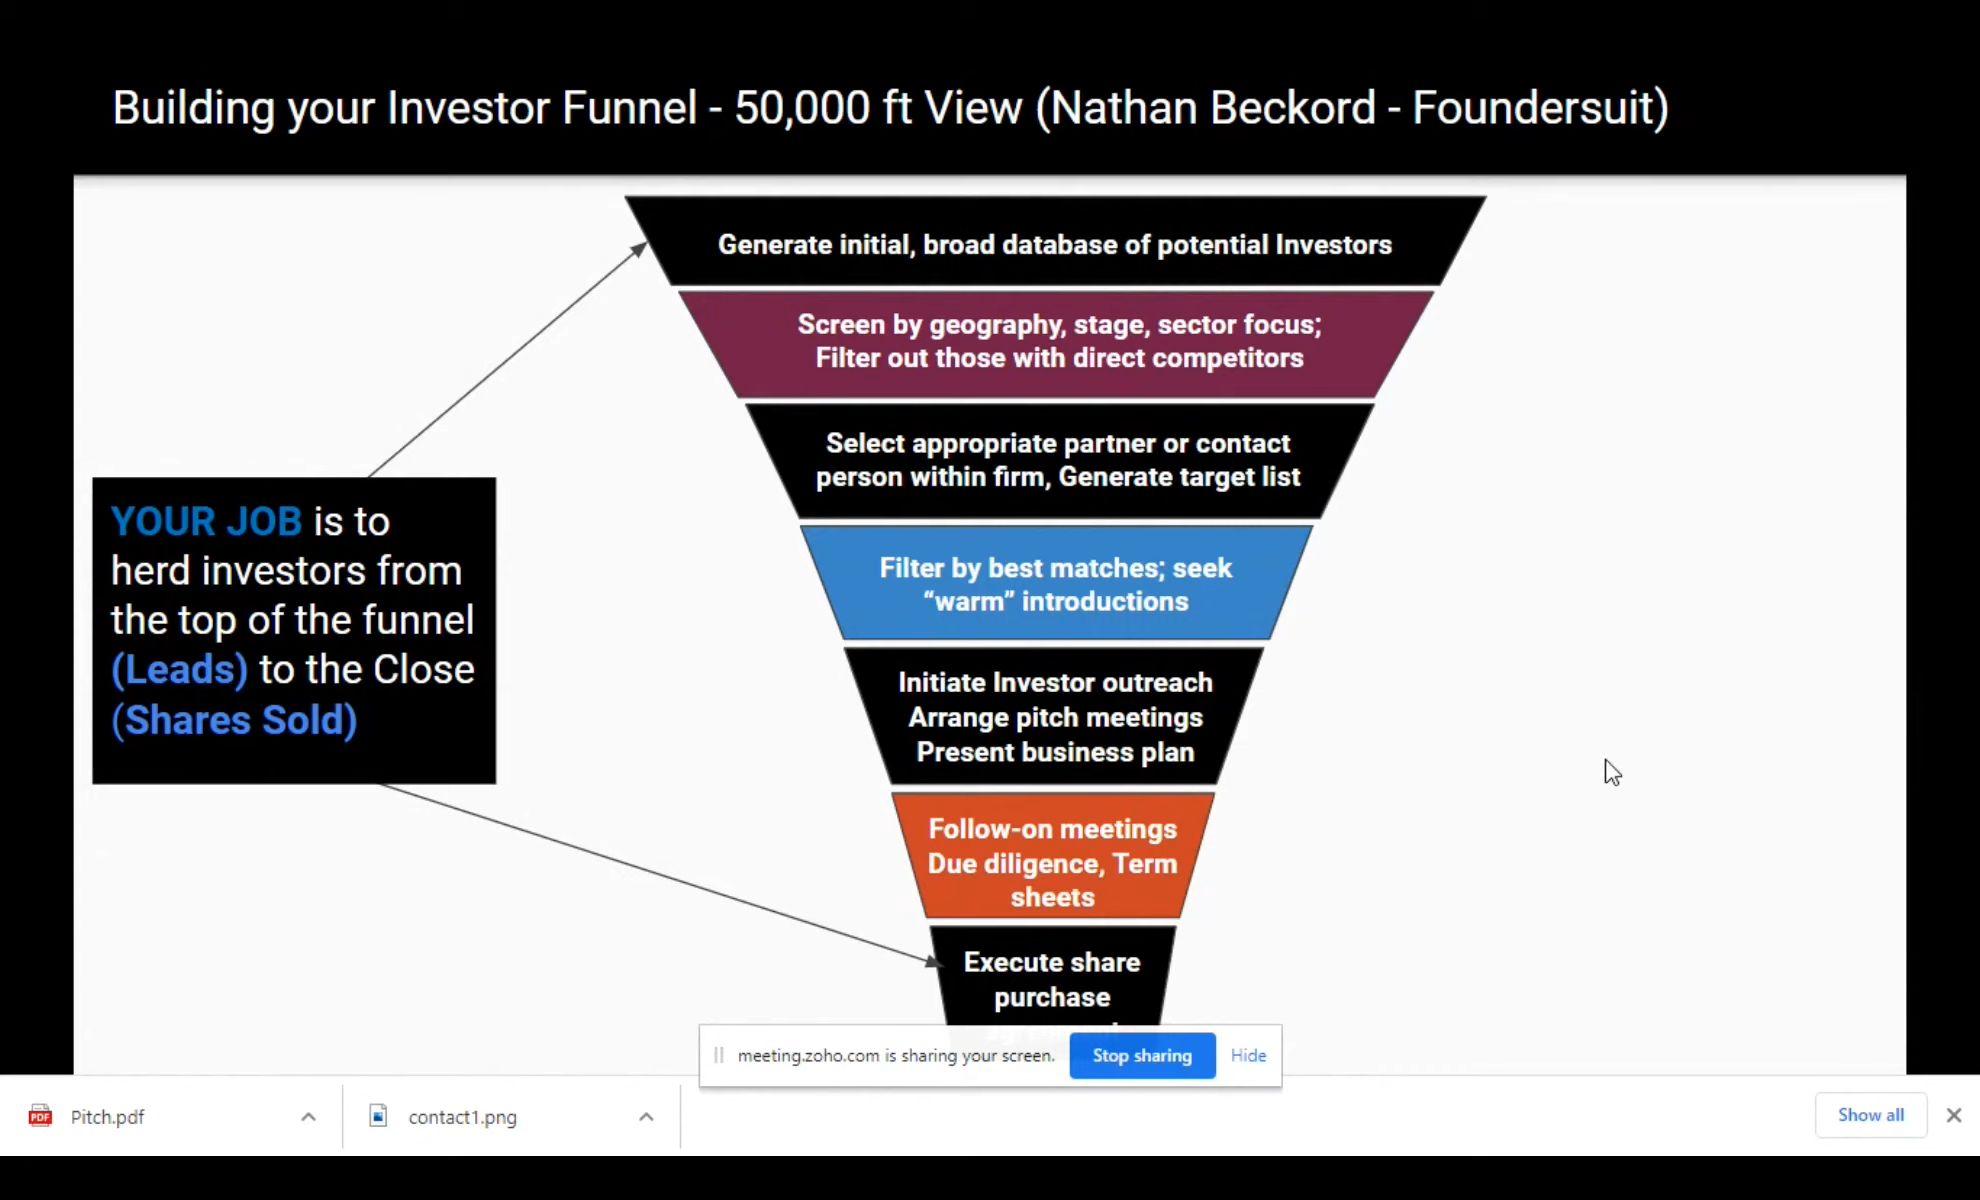 Building your Investor Funnel - 50,000 ft View (Nathan Beckord - Foundersuit)
Generate initial, broad database of potential Investors
Screen by geography, stage, sector focus;
Filter out those with direct competitors
Select appropriate partner or contact
person within firm, Generate target list
Filter by best matches; seek
“warm” introductions
Initiate Investor outreach
Arrange pitch meetings
Present business plan
Follow-on meetings
Due diligence, Term
sheets
Execute share
purchase
YOUR JOB is to
herd investors from
the top of the funnel
(Leads) to the Close
(Shares Sold)
meeting.zoho.com is sharing your screen.
Stop sharing
Hide
Pitch.pdf
contact1.png
Show all